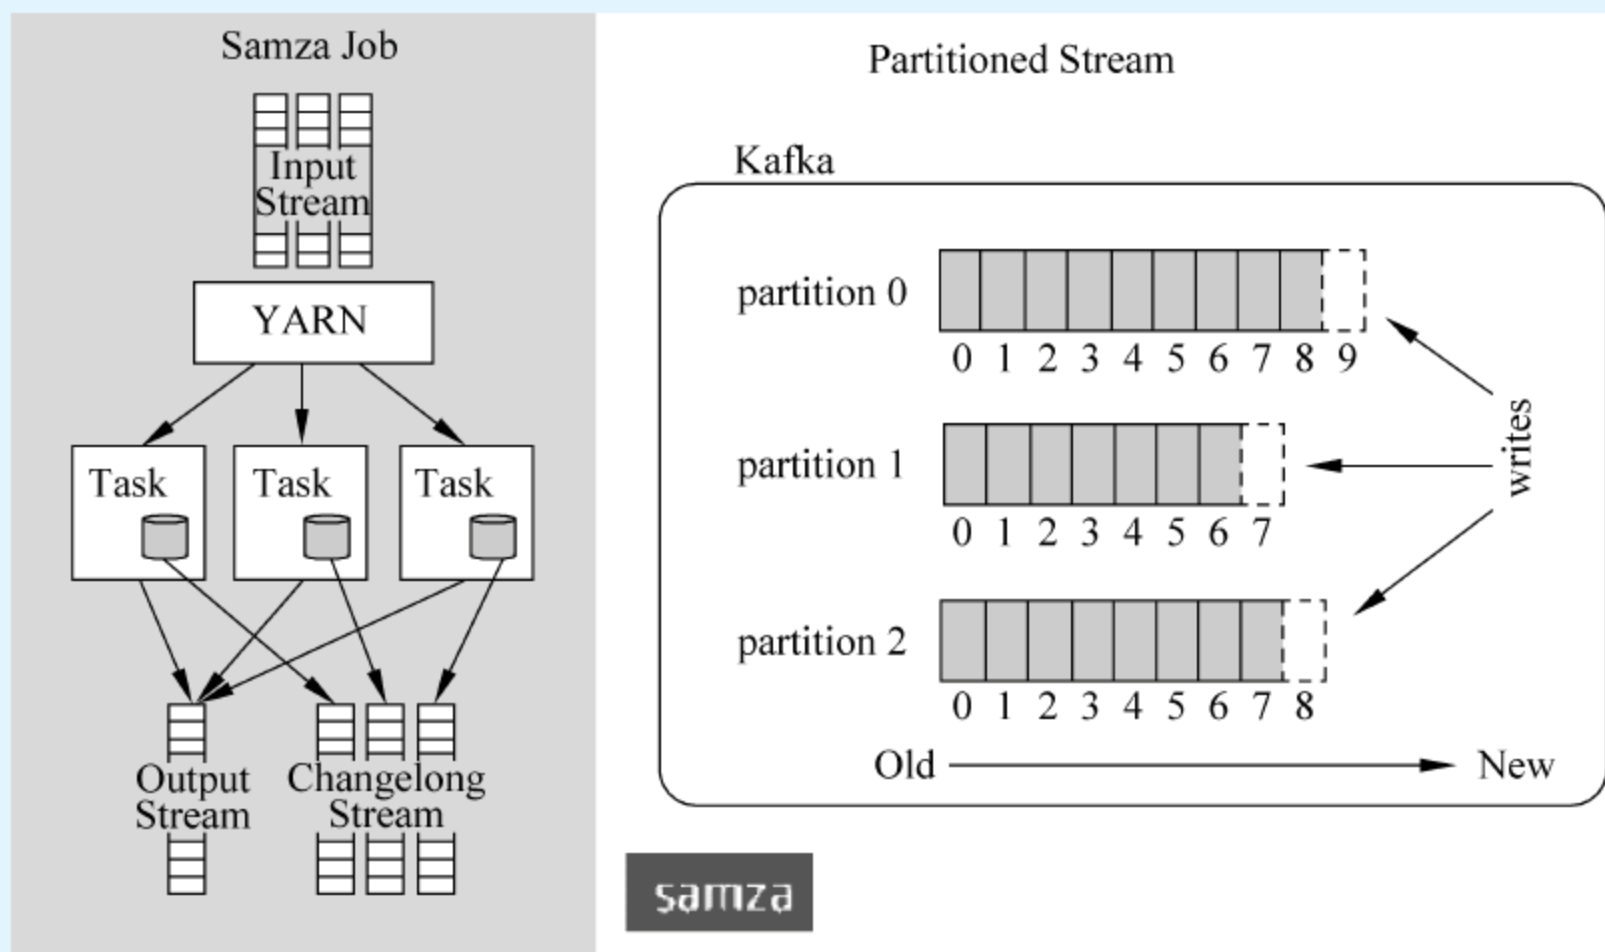 Samza Job
Input
Stream
YARN
Task Task Task
Output
Stream
Changelong
Stream
Partitioned Stream
Kafka
partition 0
0 1 2 3 4 5 6 7 8 9
partition 1
0 1 2 3 4 5 6 7
partition 2
0 1 2 3 4 5 6 7 8
writes
Old New
samza